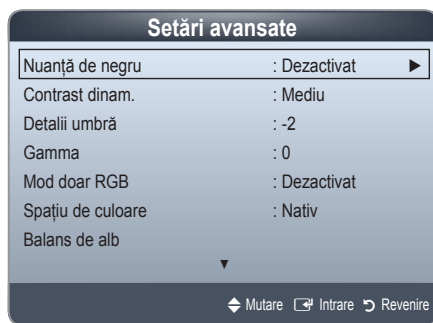 Setări avansate
Nuanță de negru : Dezactivat ►
Contrast dinam. : Mediu
Detalii umbră : -2
Gamma : 0
Mod doar RGB : Dezactivat
Spațiu de culoare : Nativ
Balans de alb
▼
Mutare Intrare Revenire